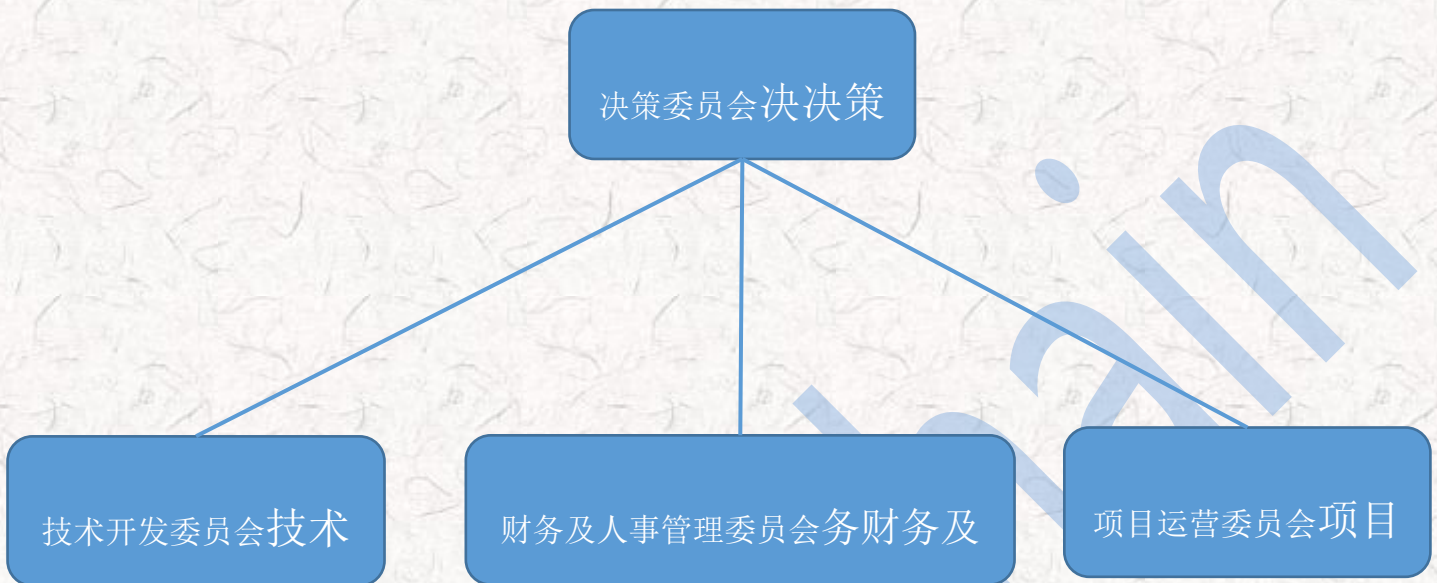 决策委员会决决策
技术开发委员会技术
财务及人事管理委员会务财务及
项目运营委员会项目
hain